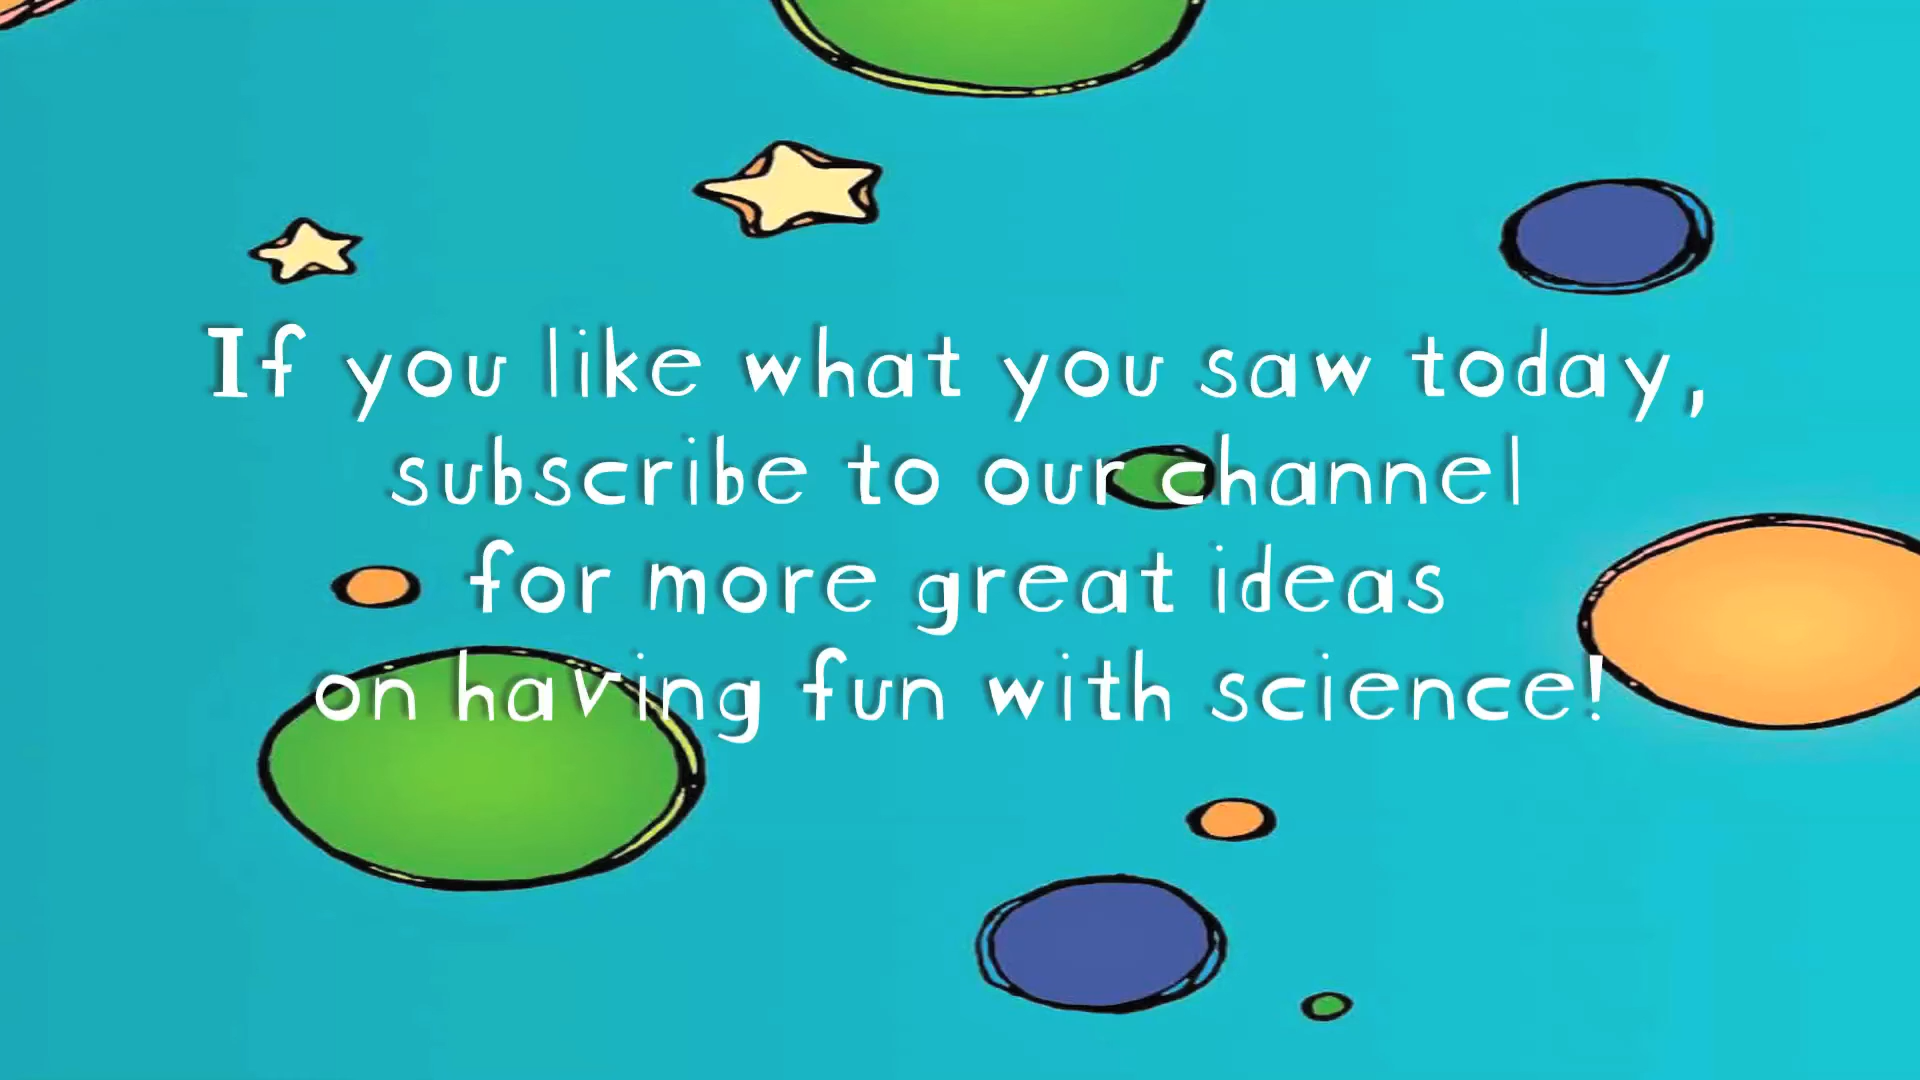 If you like what you saw today,
subscribe to our channel
for more great ideas
on having fun with science!